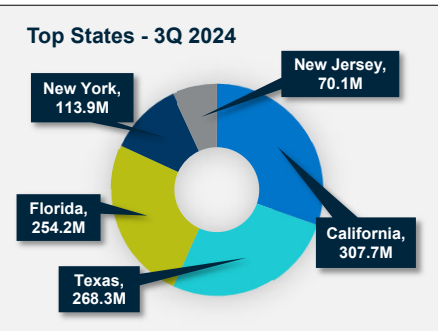 Top States - 3Q 2024
New Jersey,
70.1M
New York,
113.9M
Florida,
254.2M
California,
307.7M
Texas,
268.3M